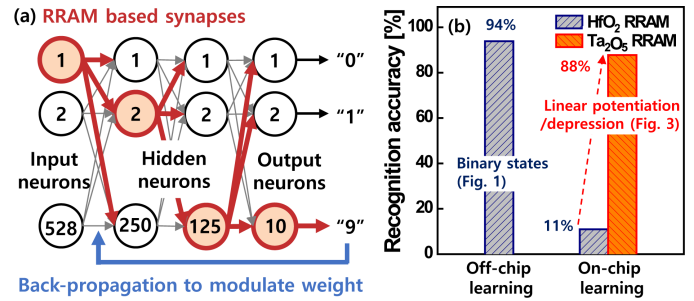 (a) RRAM based synapses
1 1 1 1 “0”
2 2 2 2 “1”
Input neurons
Hidden neurons
Output neurons
528 250 125 10 “9”
Back-propagation to modulate weight
(b)
HfO₂ RRAM
Ta₂O₅ RRAM
Recognition accuracy [%]
100
80
60
40
20
0
94%
88%
Linear potentiation
/depression (Fig. 3)
Binary states
(Fig. 1)
11%
Off-chip
learning
On-chip
learning